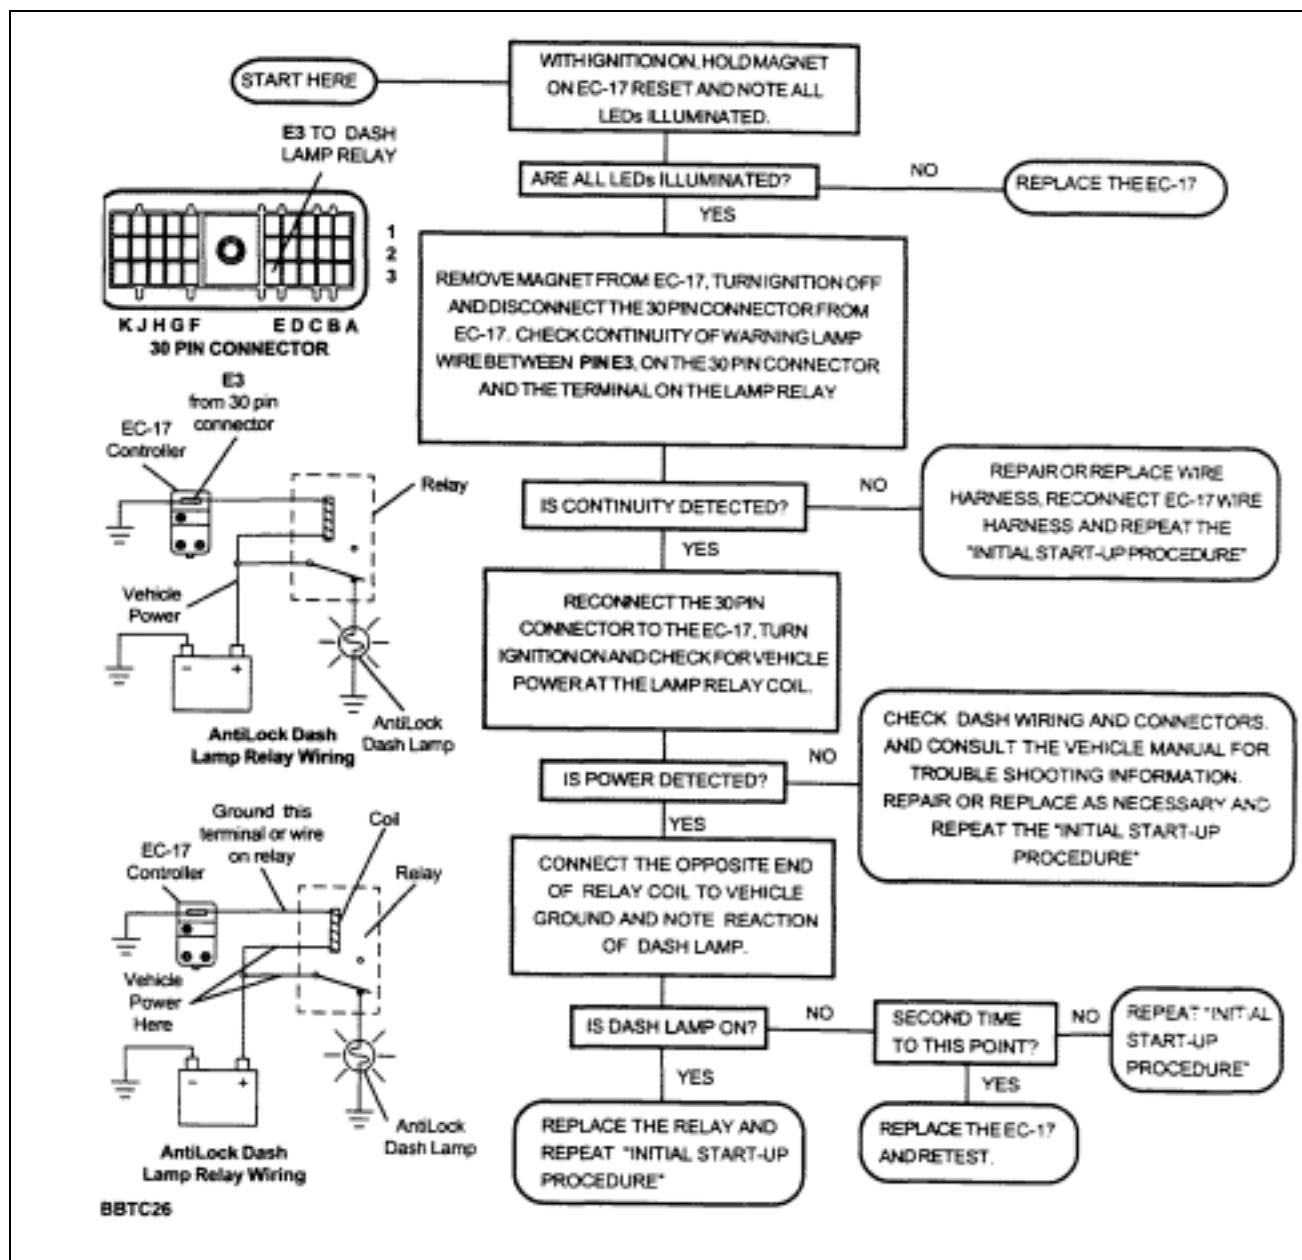 START HERE
WITH IGNITION ON, HOLD MAGNET
ON EC-17 RESET AND NOTE ALL
LEDs ILLUMINATED.
ARE ALL LEDs ILLUMINATED?
NO
REPLACE THE EC-17
YES
E3 TO DASH
LAMP RELAY
1
2
3
K J H G F
E D C B A
30 PIN CONNECTOR
REMOVE MAGNET FROM EC-17, TURN IGNITION OFF
AND DISCONNECT THE 30 PIN CONNECTOR FROM
EC-17. CHECK CONTINUITY OF WARNING LAMP
WIRE BETWEEN PIN E3, ON THE 30 PIN CONNECTOR
AND THE TERMINAL ON THE LAMP RELAY
IS CONTINUITY DETECTED?
NO
REPAIR OR REPLACE WIRE
HARNESS, RECONNECT EC-17 WIRE
HARNESS AND REPEAT THE
"INITIAL START-UP PROCEDURE"
YES
E3
from 30 pin
connector
EC-17
Controller
Relay
Vehicle
Power
-
+
AntiLock Dash
Lamp Relay Wiring
AntiLock
Dash Lamp
RECONNECT THE 30 PIN
CONNECTOR TO THE EC-17, TURN
IGNITION ON AND CHECK FOR VEHICLE
POWER AT THE LAMP RELAY COIL.
IS POWER DETECTED?
NO
CHECK DASH WIRING AND CONNECTORS.
AND CONSULT THE VEHICLE MANUAL FOR
TROUBLE SHOOTING INFORMATION.
REPAIR OR REPLACE AS NECESSARY AND
REPEAT THE "INITIAL START-UP
PROCEDURE"
YES
CONNECT THE OPPOSITE END
OF RELAY COIL TO VEHICLE
GROUND AND NOTE REACTION
OF DASH LAMP.
IS DASH LAMP ON?
NO
SECOND TIME
TO THIS POINT?
NO
REPEAT "INITIAL
START-UP
PROCEDURE"
YES
REPLACE THE EC-17
AND RETEST.
YES
REPLACE THE RELAY AND
REPEAT "INITIAL START-UP
PROCEDURE"
Ground this
terminal or wire
on relay
Coil
EC-17
Controller
Relay
Vehicle
Power
Here
-
+
AntiLock
Dash Lamp
AntiLock Dash
Lamp Relay Wiring
BBTC26